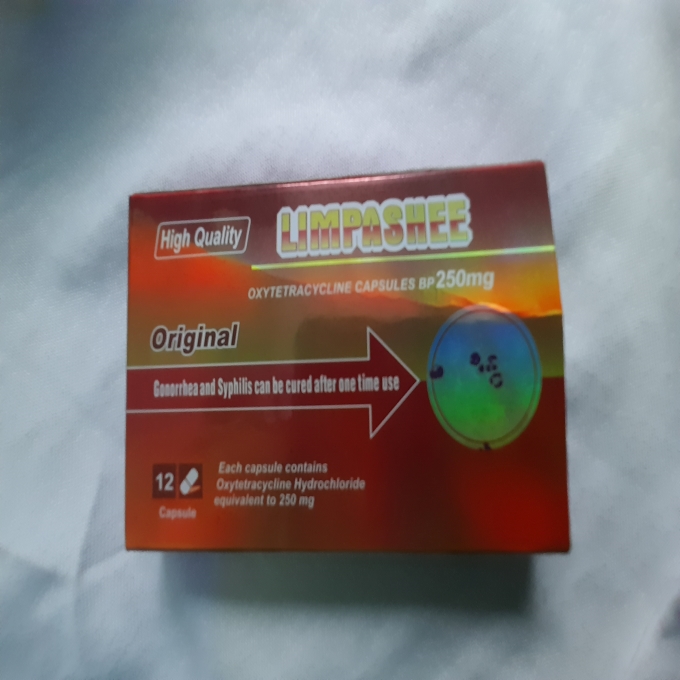 High Quality
LIMPASHEE
OXYTETRACYCLINE CAPSULES BP 250mg
Original
Gonorrhea and Syphilis can be cured after one time use
12
Capsule
Each capsule contains
Oxytetracycline Hydrochloride
equivalent to 250 mg